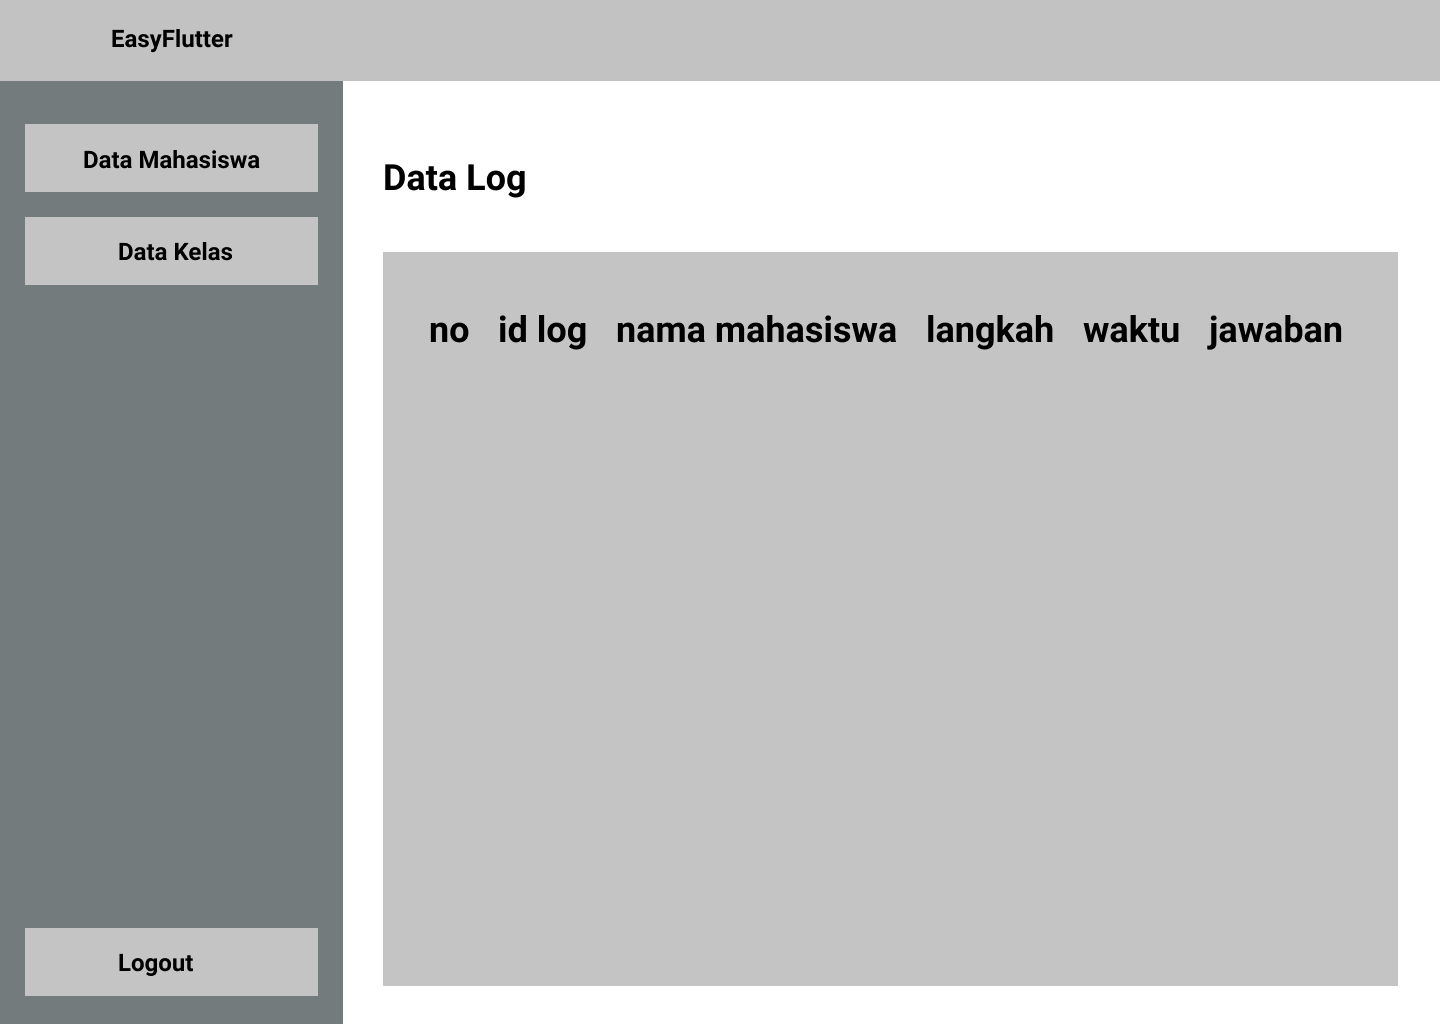 EasyFlutter
Data Mahasiswa
Data Kelas
Logout
Data Log
no id log nama mahasiswa langkah waktu jawaban